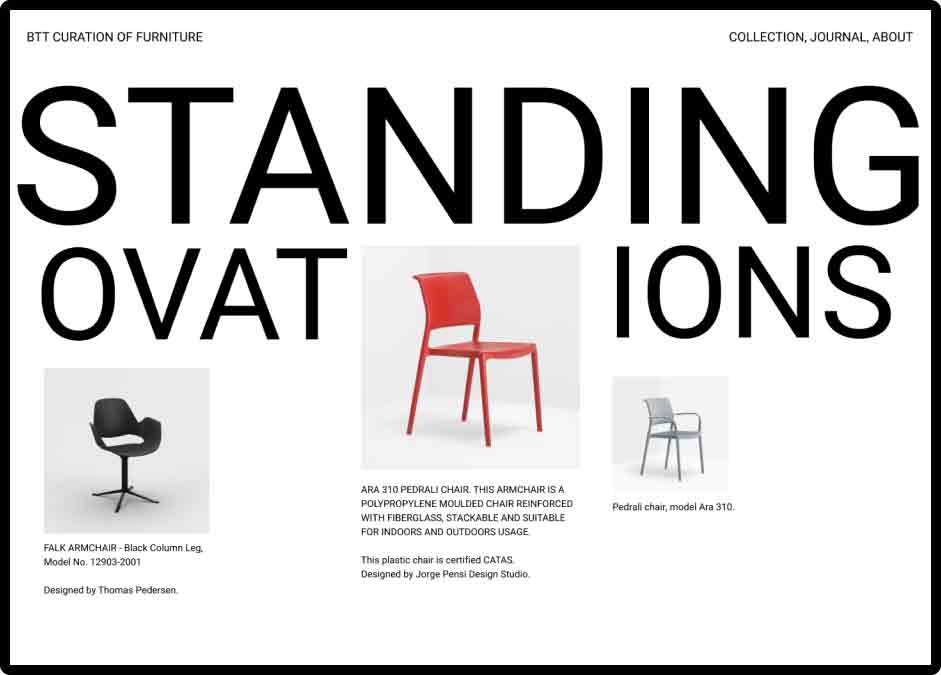 BTT CURATION OF FURNITURE
COLLECTION, JOURNAL, ABOUT
STANDING
OVAT IONS
FALK ARMCHAIR - Black Column Leg,
Model No. 12903-2001
Designed by Thomas Pedersen.
ARA 310 PEDRALI CHAIR. THIS ARMCHAIR IS A
POLYPROPYLENE MOULDED CHAIR REINFORCED
WITH FIBERGLASS, STACKABLE AND SUITABLE
FOR INDOORS AND OUTDOORS USAGE.
This plastic chair is certified CATAS.
Designed by Jorge Pensi Design Studio.
Pedrali chair, model Ara 310.